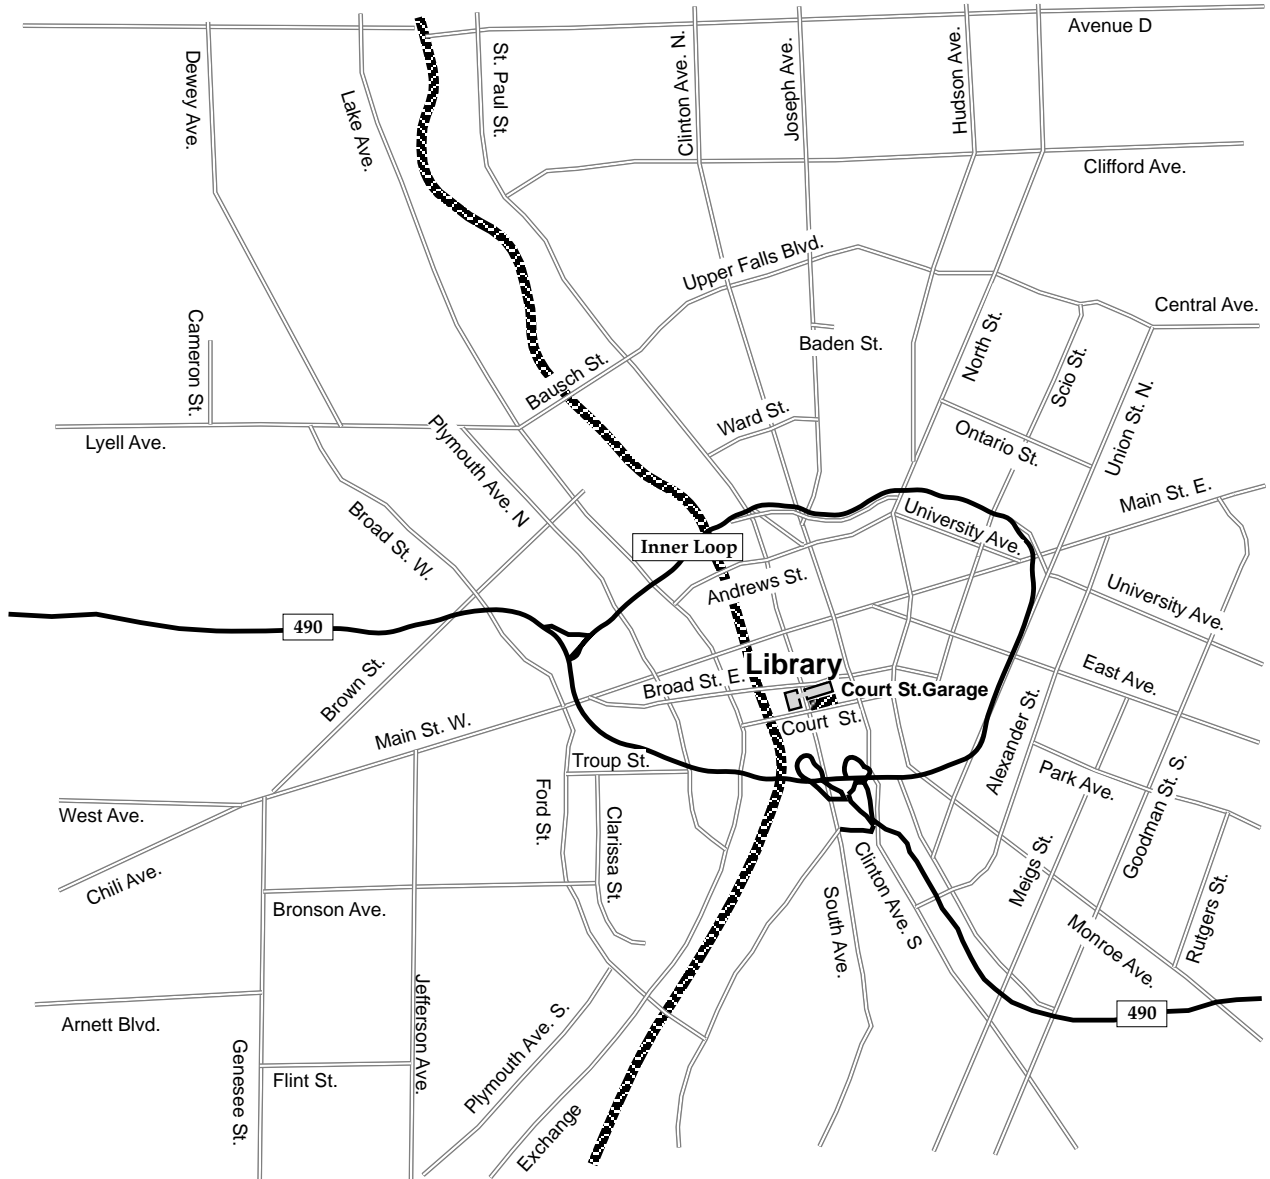 Avenue D
Dewey Ave.
Lake Ave.
St. Paul St.
Clinton Ave. N.
Joseph Ave.
Hudson Ave.
Clifford Ave.
Upper Falls Blvd.
Central Ave.
Cameron St.
Baden St.
North St.
Scio St.
Union St. N.
Bausch St.
Ward St.
Lyell Ave.
Plymouth Ave. N
Ontario St.
Main St. E.
Broad St. W.
University Ave.
Inner Loop
Andrews St.
University Ave.
490
Library
Brown St.
Broad St. E.
Court St.Garage
East Ave.
Main St. W.
Court St.
Alexander St.
Troup St.
Park Ave.
West Ave.
Ford St.
Clarissa St.
Goodman St. S.
Chili Ave.
Meigs St.
Clinton Ave. S
Bronson Ave.
South Ave.
Rutgers St.
Monroe Ave.
Arnett Blvd.
Jefferson Ave.
490
Genesee St.
Flint St.
Plymouth Ave. S.
Exchange